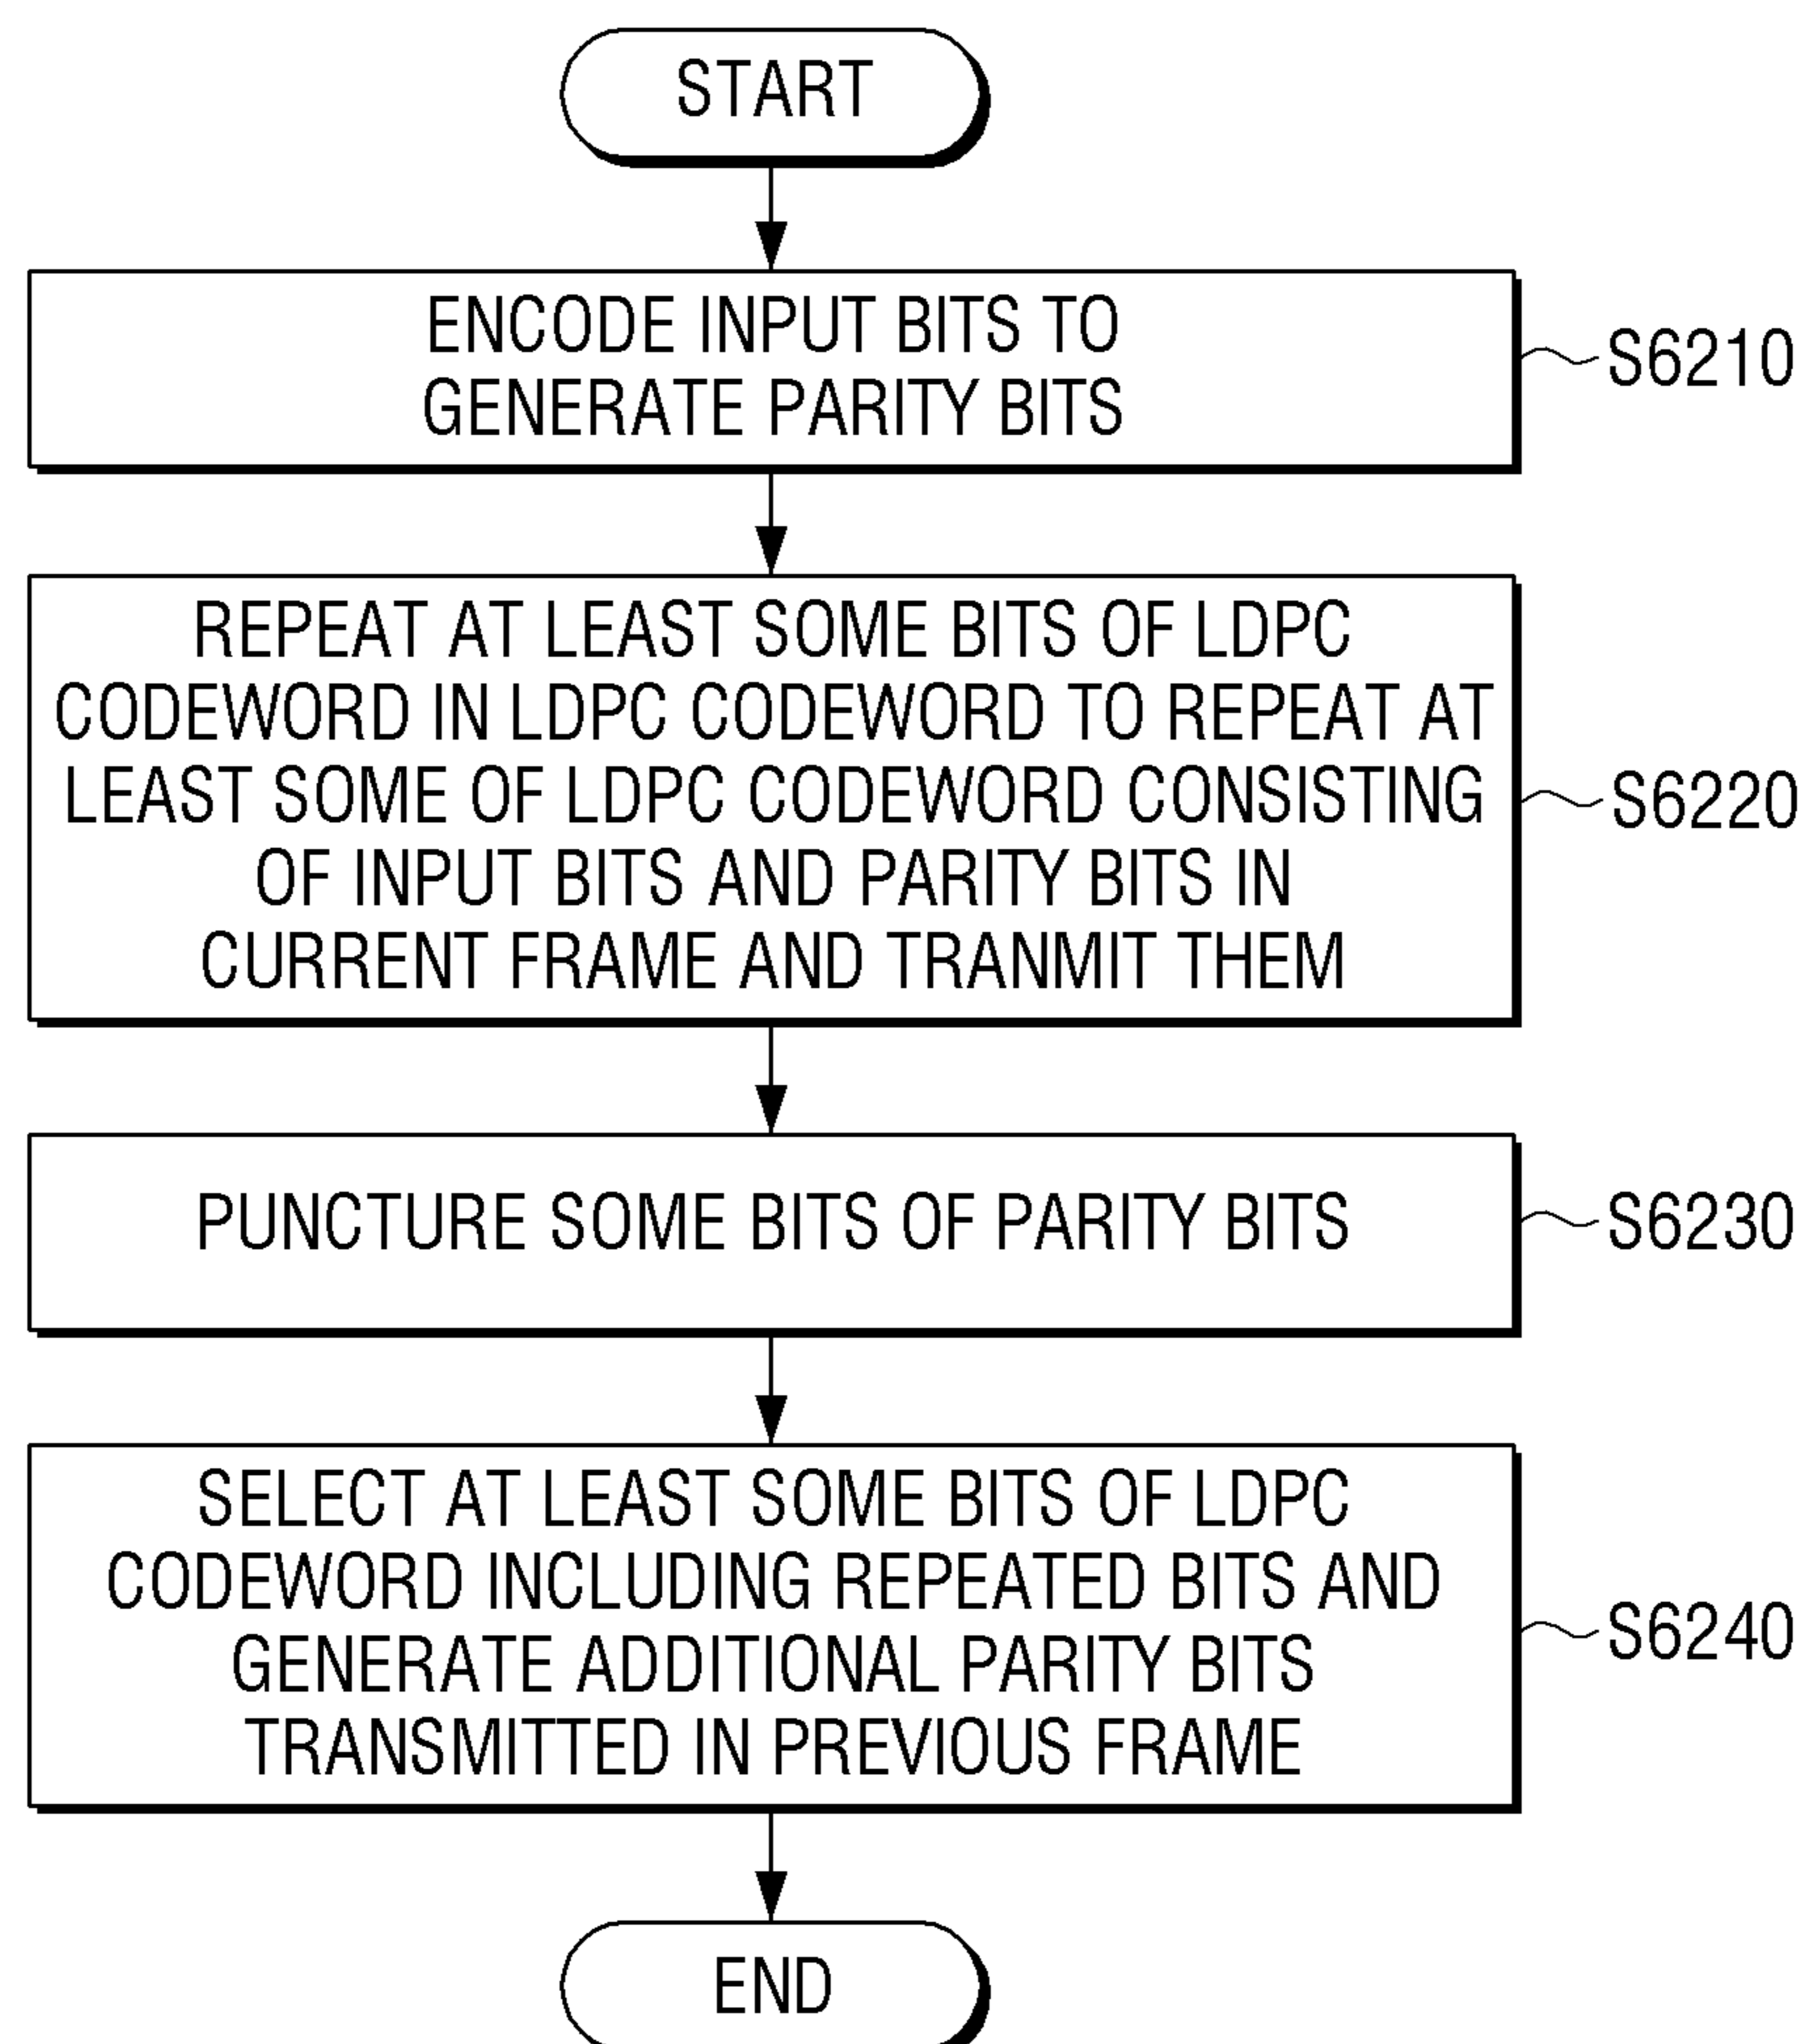 START
ENCODE INPUT BITS TO
GENERATE PARITY BITS
S6210
REPEAT AT LEAST SOME BITS OF LDPC
CODEWORD IN LDPC CODEWORD TO REPEAT AT
LEAST SOME OF LDPC CODEWORD CONSISTING
OF INPUT BITS AND PARITY BITS IN
CURRENT FRAME AND TRANMIT THEM
S6220
PUNCTURE SOME BITS OF PARITY BITS
S6230
SELECT AT LEAST SOME BITS OF LDPC
CODEWORD INCLUDING REPEATED BITS AND
GENERATE ADDITIONAL PARITY BITS
TRANSMITTED IN PREVIOUS FRAME
S6240
END